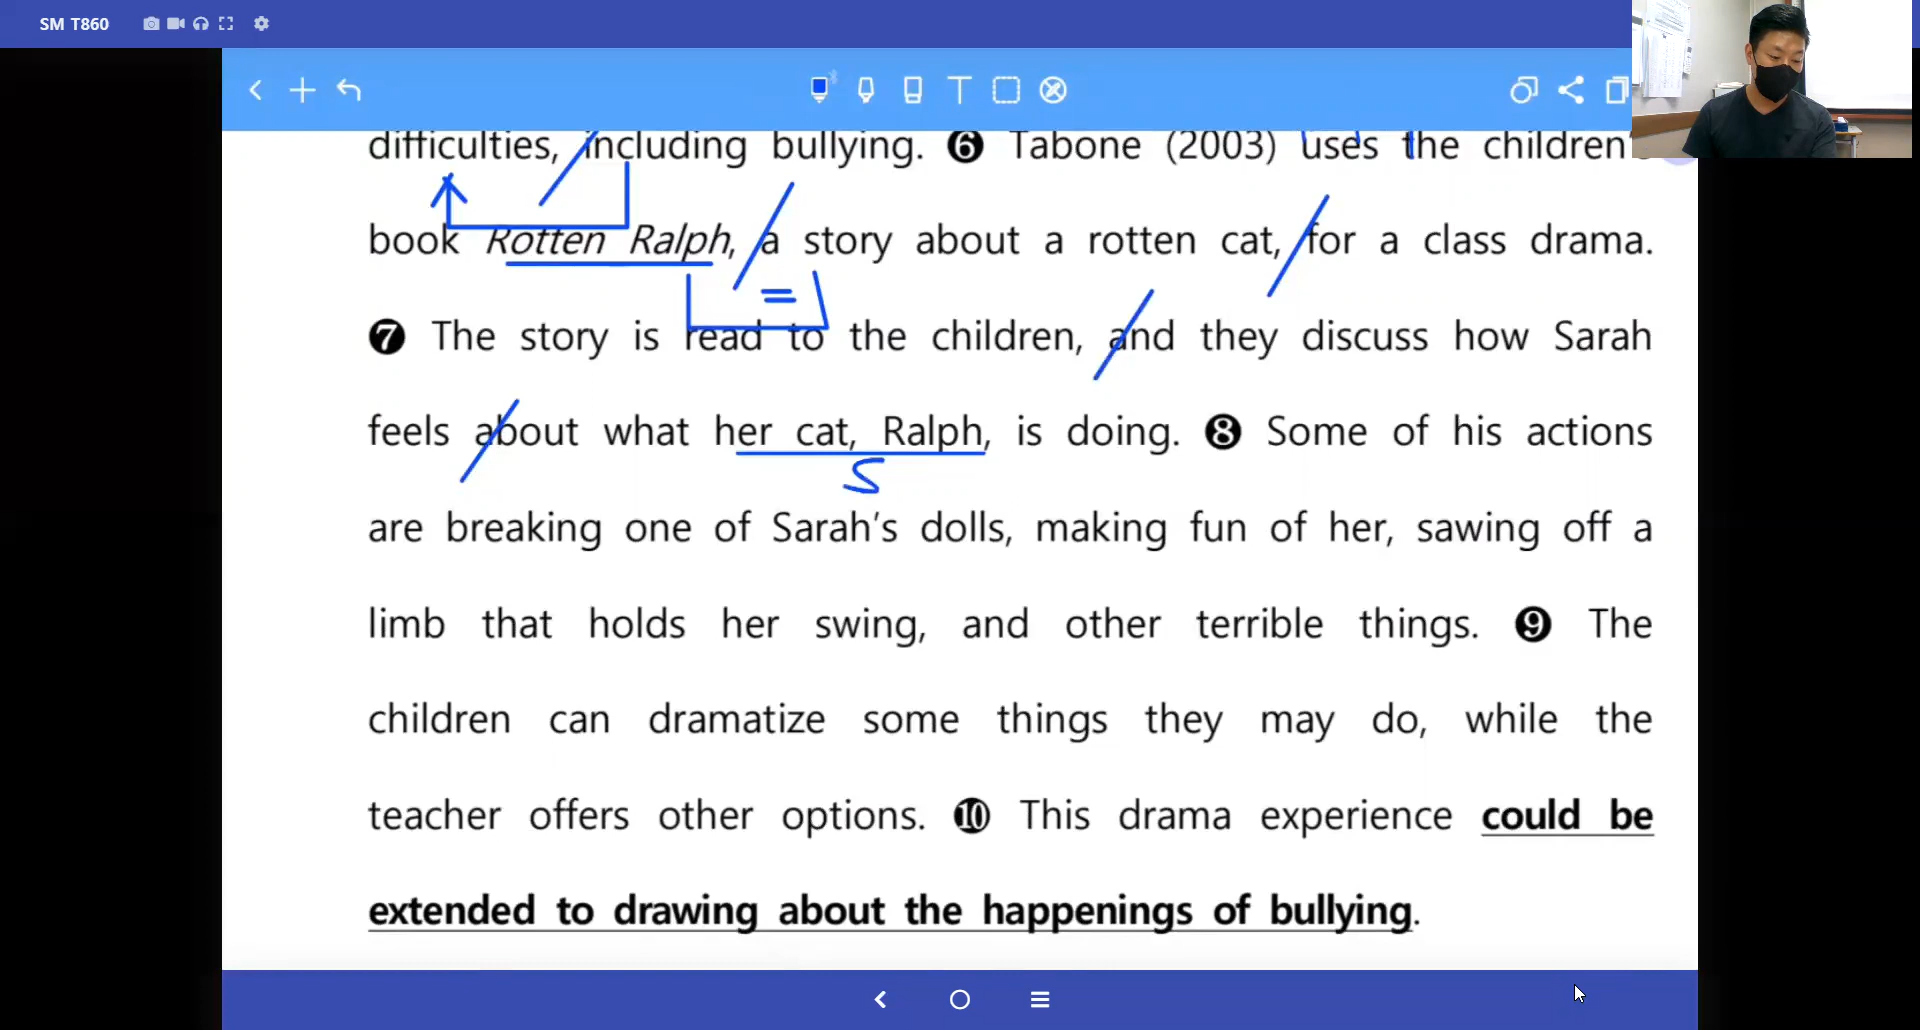 SM T860
difficulties, including bullying. ❻ Tabone (2003) uses the children'
book Rotten Ralph, a story about a rotten cat, for a class drama.
=
❼ The story is read to the children, and they discuss how Sarah
feels about what her cat, Ralph, is doing. ❽ Some of his actions
S
are breaking one of Sarah's dolls, making fun of her, sawing off a
limb that holds her swing, and other terrible things. ❾ The
children can dramatize some things they may do, while the
teacher offers other options. ❿ This drama experience could be
extended to drawing about the happenings of bullying.